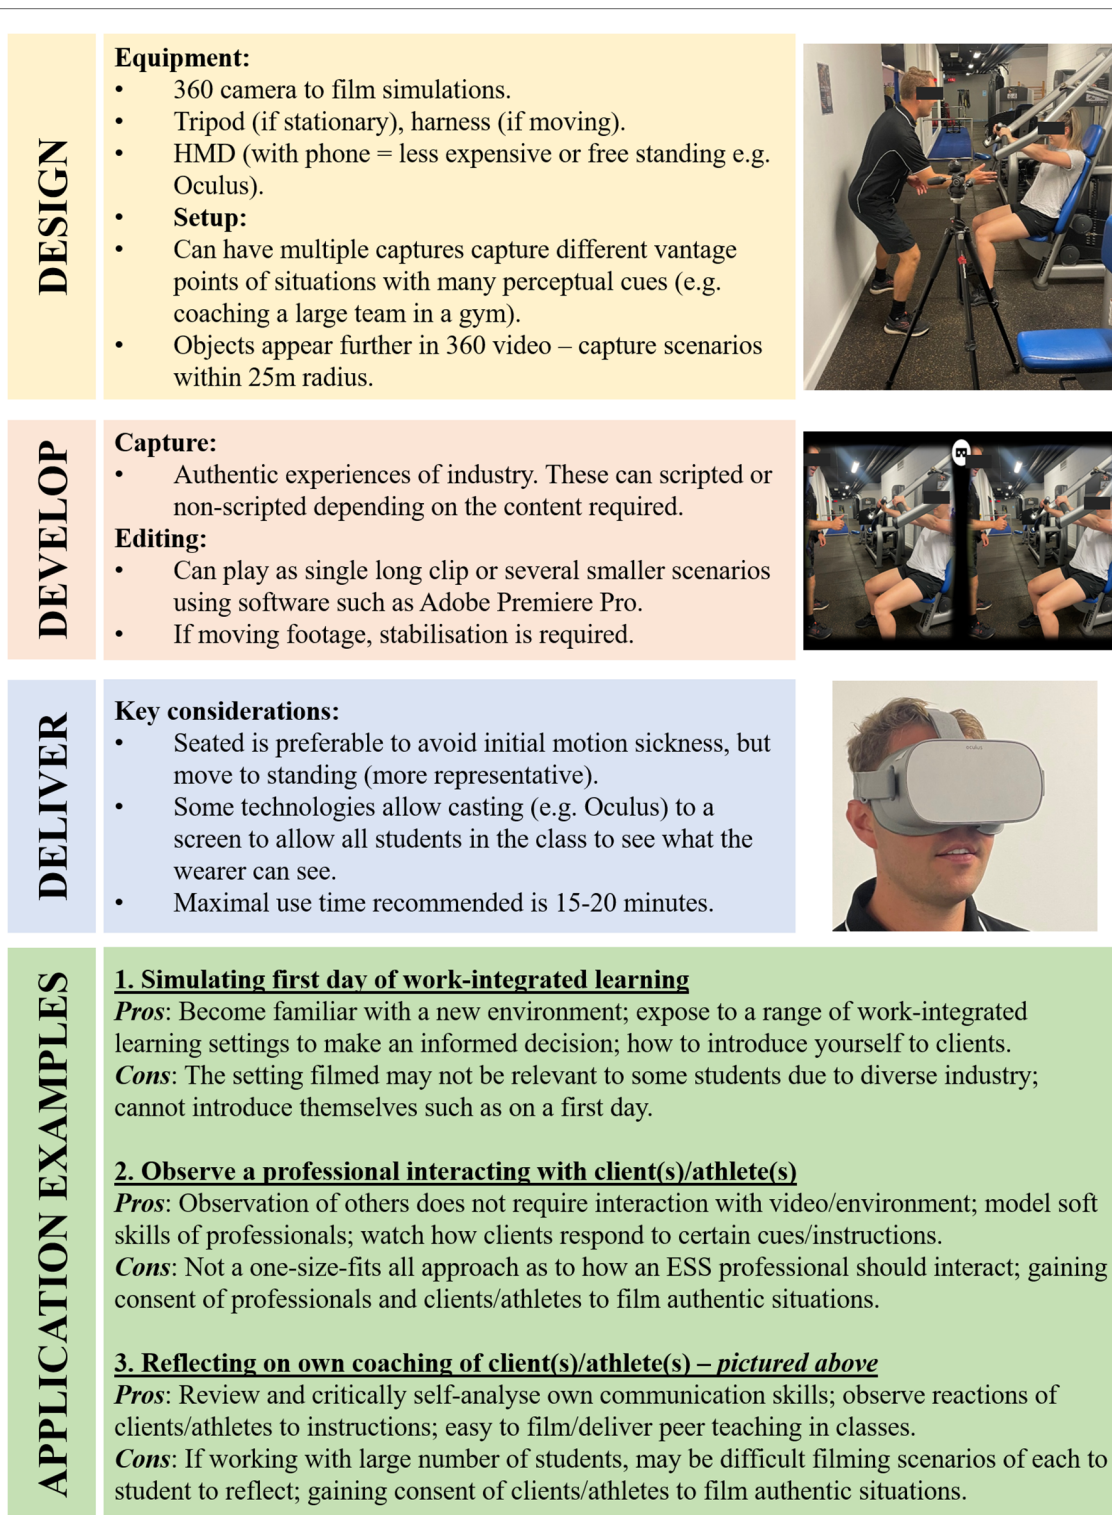 DESIGN
Equipment:
• 360 camera to film simulations.
• Tripod (if stationary), harness (if moving).
• HMD (with phone = less expensive or free standing e.g.
Oculus).
• Setup:
• Can have multiple captures capture different vantage
points of situations with many perceptual cues (e.g.
coaching a large team in a gym).
• Objects appear further in 360 video – capture scenarios
within 25m radius.
DEVELOP
Capture:
• Authentic experiences of industry. These can scripted or
non-scripted depending on the content required.
Editing:
• Can play as single long clip or several smaller scenarios
using software such as Adobe Premiere Pro.
• If moving footage, stabilisation is required.
DELIVER
Key considerations:
• Seated is preferable to avoid initial motion sickness, but
move to standing (more representative).
• Some technologies allow casting (e.g. Oculus) to a
screen to allow all students in the class to see what the
wearer can see.
• Maximal use time recommended is 15-20 minutes.
oculus
APPLICATION EXAMPLES
1. Simulating first day of work-integrated learning
Pros: Become familiar with a new environment; expose to a range of work-integrated
learning settings to make an informed decision; how to introduce yourself to clients.
Cons: The setting filmed may not be relevant to some students due to diverse industry;
cannot introduce themselves such as on a first day.
2. Observe a professional interacting with client(s)/athlete(s)
Pros: Observation of others does not require interaction with video/environment; model soft
skills of professionals; watch how clients respond to certain cues/instructions.
Cons: Not a one-size-fits all approach as to how an ESS professional should interact; gaining
consent of professionals and clients/athletes to film authentic situations.
3. Reflecting on own coaching of client(s)/athlete(s) – pictured above
Pros: Review and critically self-analyse own communication skills; observe reactions of
clients/athletes to instructions; easy to film/deliver peer teaching in classes.
Cons: If working with large number of students, may be difficult filming scenarios of each to
student to reflect; gaining consent of clients/athletes to film authentic situations.